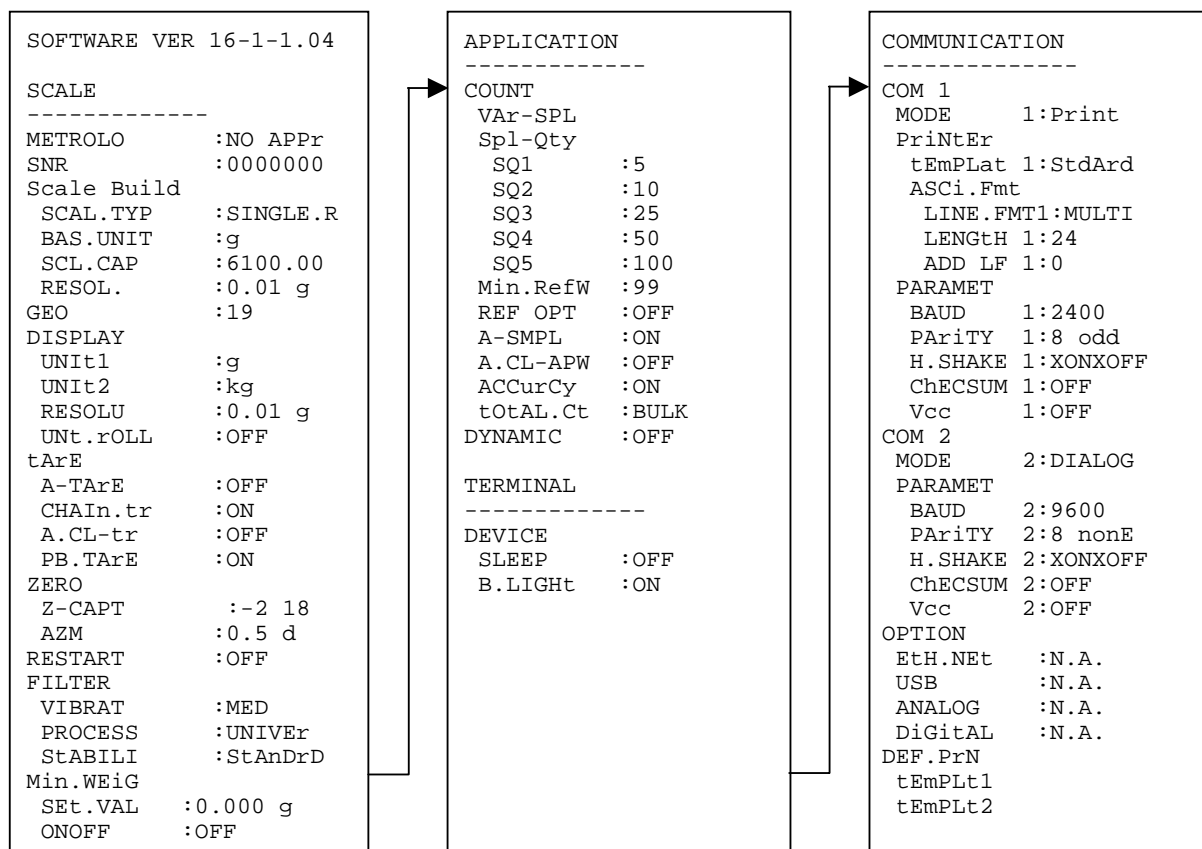 SOFTWARE VER 16-1-1.04
SCALE
-------------
METROLO :NO APPr
SNR :0000000
Scale Build
SCAL.TYP :SINGLE.R
BAS.UNIT :g
SCL.CAP :6100.00
RESOL. :0.01 g
GEO :19
DISPLAY
UNIt1 :g
UNIt2 :kg
RESOLU :0.01 g
UNt.rOLL :OFF
tArE
A-TArE :OFF
CHAIn.tr :ON
A.CL-tr :OFF
PB.TArE :ON
ZERO
Z-CAPT :-2 18
AZM :0.5 d
RESTART :OFF
FILTER
VIBRAT :MED
PROCESS :UNIVEr
StABILI :StAnDrD
Min.WEiG
SEt.VAL :0.000 g
ONOFF :OFF
APPLICATION
-------------
COUNT
VAr-SPL
Spl-Qty
SQ1 :5
SQ2 :10
SQ3 :25
SQ4 :50
SQ5 :100
Min.RefW :99
REF OPT :OFF
A-SMPL :ON
A.CL-APW :OFF
ACCurCy :ON
tOtAL.Ct :BULK
DYNAMIC :OFF
TERMINAL
-------------
DEVICE
SLEEP :OFF
B.LIGHt :ON
COMMUNICATION
--------------
COM 1
MODE 1:Print
PriNtEr
tEmPLat 1:StdArd
ASCi.Fmt
LINE.FMT1:MULTI
LENGtH 1:24
ADD LF 1:0
PARAMET
BAUD 1:2400
PAriTY 1:8 odd
H.SHAKE 1:XONXOFF
ChECSUM 1:OFF
Vcc 1:OFF
COM 2
MODE 2:DIALOG
PARAMET
BAUD 2:9600
PAriTY 2:8 nonE
H.SHAKE 2:XONXOFF
ChECSUM 2:OFF
Vcc 2:OFF
OPTION
EtH.NEt :N.A.
USB :N.A.
ANALOG :N.A.
DiGitAL :N.A.
DEF.PrN
tEmPLt1
tEmPLt2